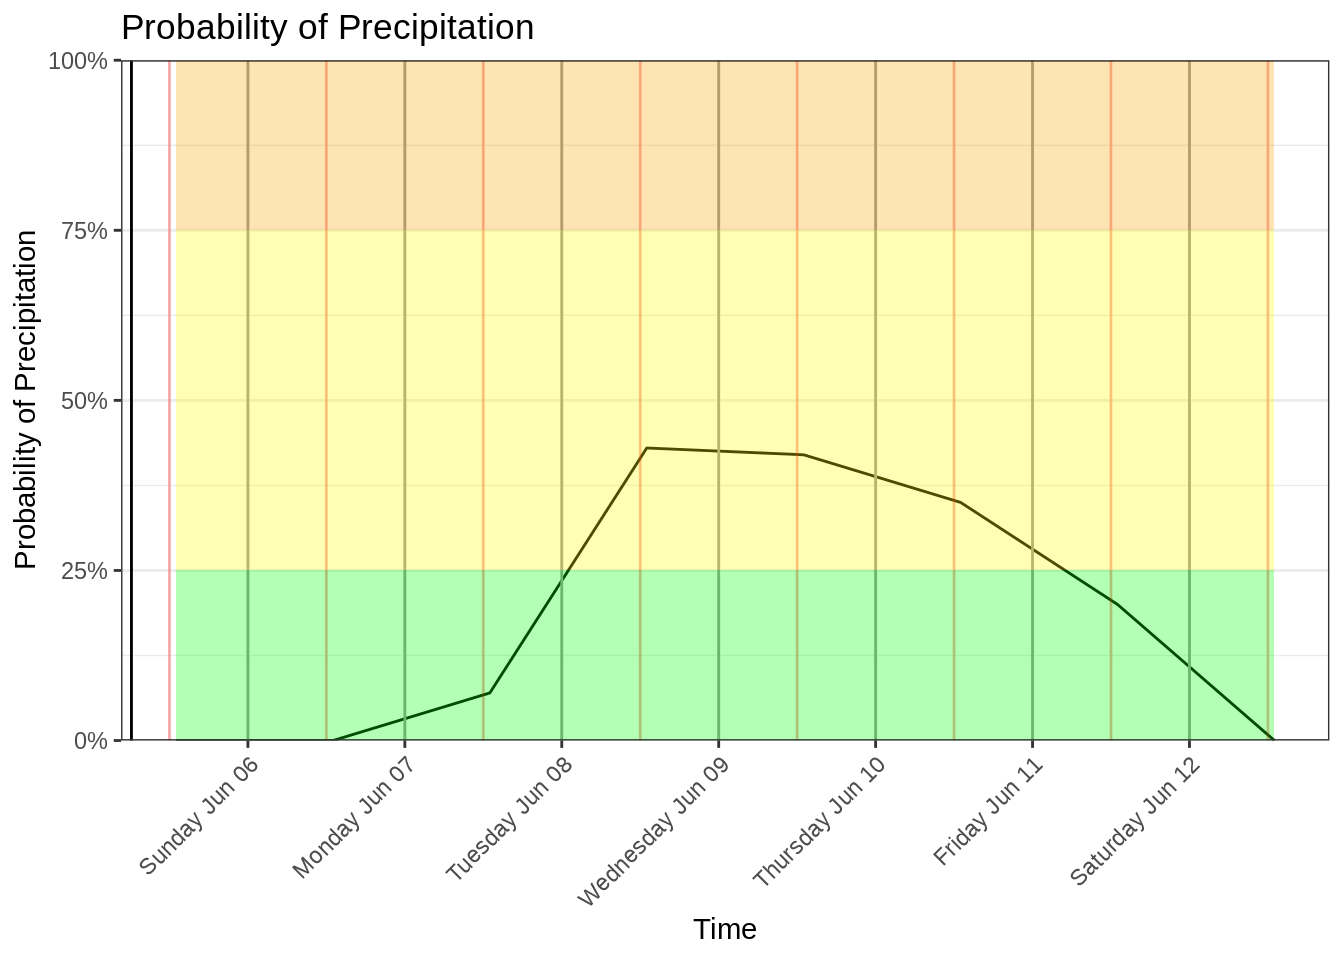 Probability of Precipitation
100%
75%
50%
25%
0%
Probability of Precipitation
Sunday Jun 06
Monday Jun 07
Tuesday Jun 08
Wednesday Jun 09
Thursday Jun 10
Friday Jun 11
Saturday Jun 12
Time